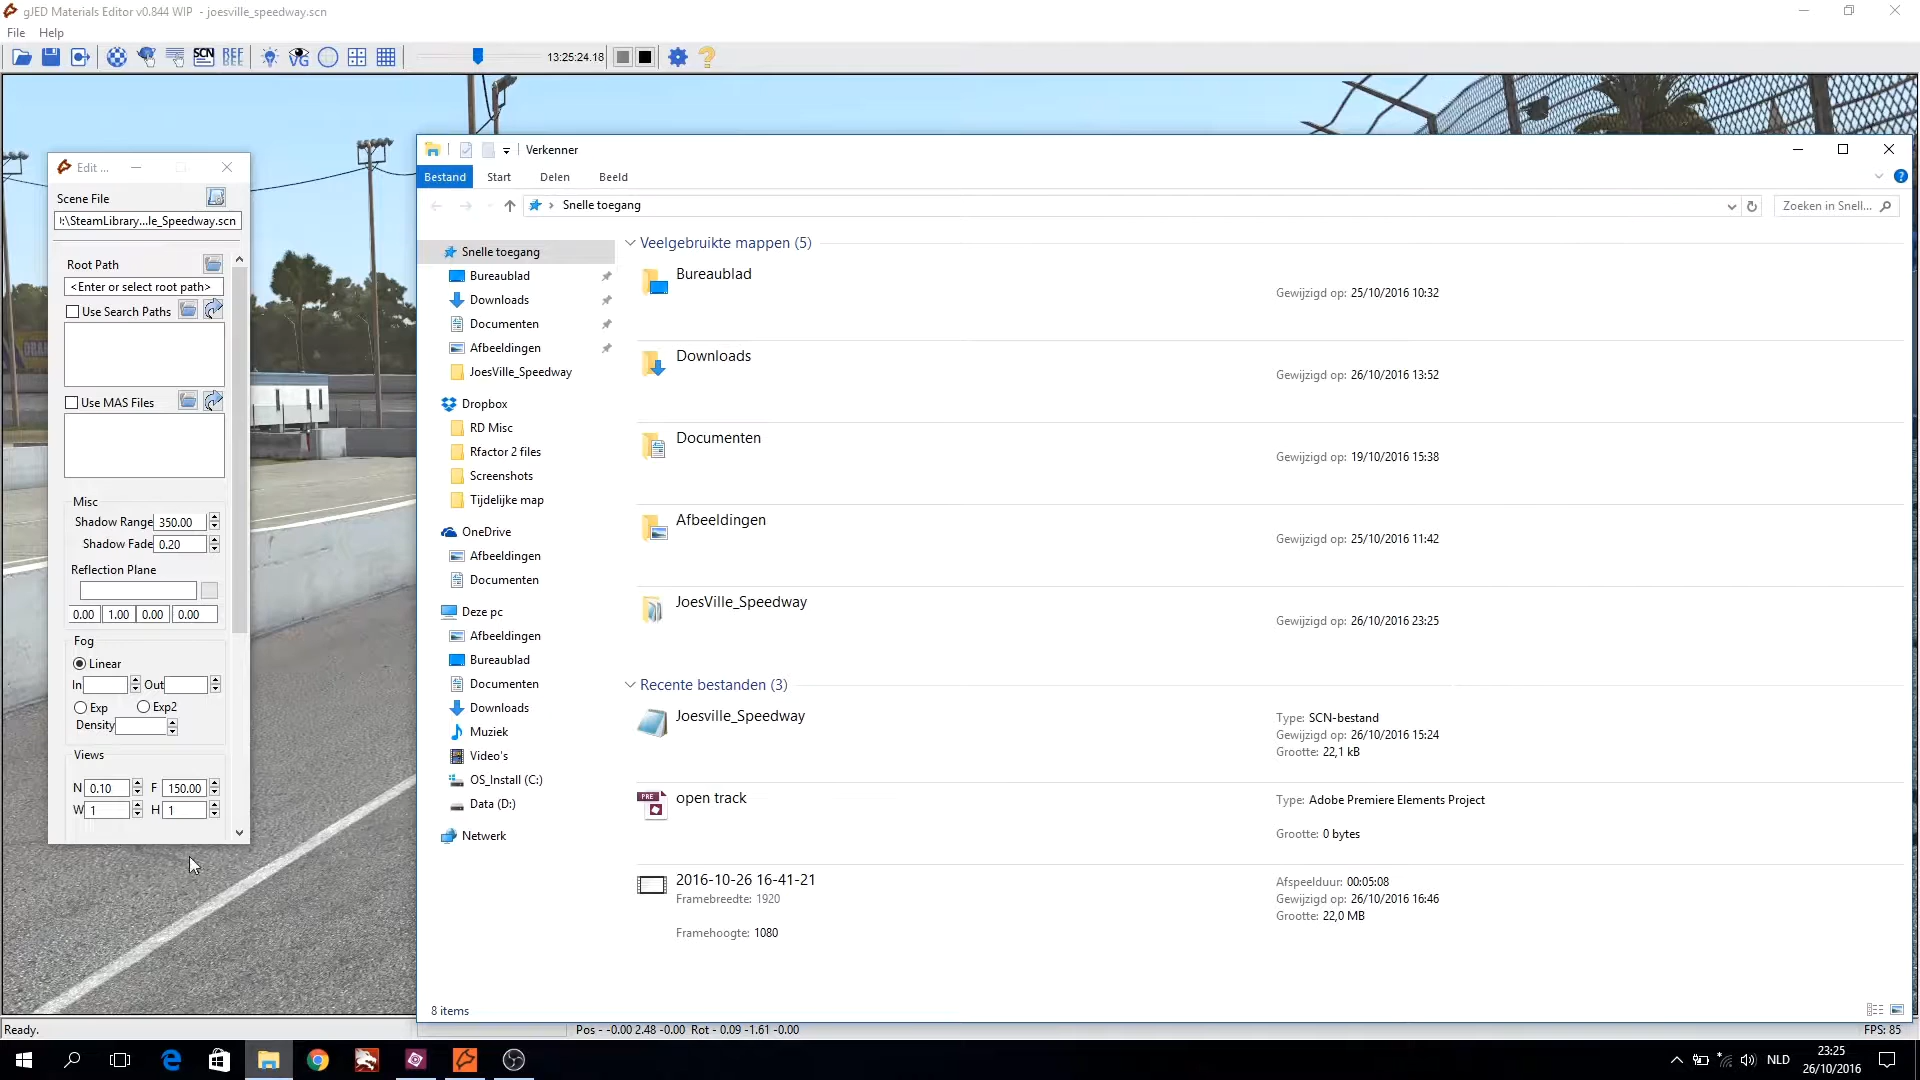 gJED Materials Editor v0.844 WIP - joesville_speedway.scn
File Help
SCN REF VG 13:25:24.18
Edit ...
Scene File
I:\SteamLibrary...le_Speedway.scn
Root Path
<Enter or select root path>
Use Search Paths
Use MAS Files
Misc
Shadow Range 350.00
Shadow Fade 0.20
Reflection Plane
0.00 1.00 0.00 0.00
Fog
Linear
In Out
Exp Exp2
Density
Views
N 0.10 F 150.00
W 1 H 1
Verkenner
Bestand Start Delen Beeld
Snelle toegang
Zoeken in Snell...
Snelle toegang
Bureaublad
Downloads
Documenten
Afbeeldingen
JoesVille_Speedway
Dropbox
RD Misc
Rfactor 2 files
Screenshots
Tijdelijke map
OneDrive
Afbeeldingen
Documenten
Deze pc
Afbeeldingen
Bureaublad
Documenten
Downloads
Muziek
Video's
OS_Install (C:)
Data (D:)
Netwerk
Veelgebruikte mappen (5)
Bureaublad
Gewijzigd op: 25/10/2016 10:32
Downloads
Gewijzigd op: 26/10/2016 13:52
Documenten
Gewijzigd op: 19/10/2016 15:38
Afbeeldingen
Gewijzigd op: 25/10/2016 11:42
JoesVille_Speedway
Gewijzigd op: 26/10/2016 23:25
Recente bestanden (3)
Joesville_Speedway
Type: SCN-bestand
Gewijzigd op: 26/10/2016 15:24
Grootte: 22,1 kB
PRE
open track
Type: Adobe Premiere Elements Project
Grootte: 0 bytes
2016-10-26 16-41-21
Framebreedte: 1920
Framehoogte: 1080
Afspeelduur: 00:05:08
Gewijzigd op: 26/10/2016 16:46
Grootte: 22,0 MB
8 items
Ready.
Pos - -0.00 2.48 -0.00 Rot - 0.09 -1.61 -0.00
FPS: 85
NLD
23:25
26/10/2016